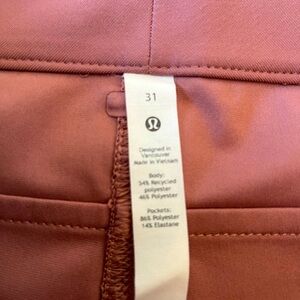 31
Designed in
Vancouver
Made in Vietnam
Body:
54% Recycled
polyester
46% Polyester
Pockets:
86% Polyester
14% Elastane